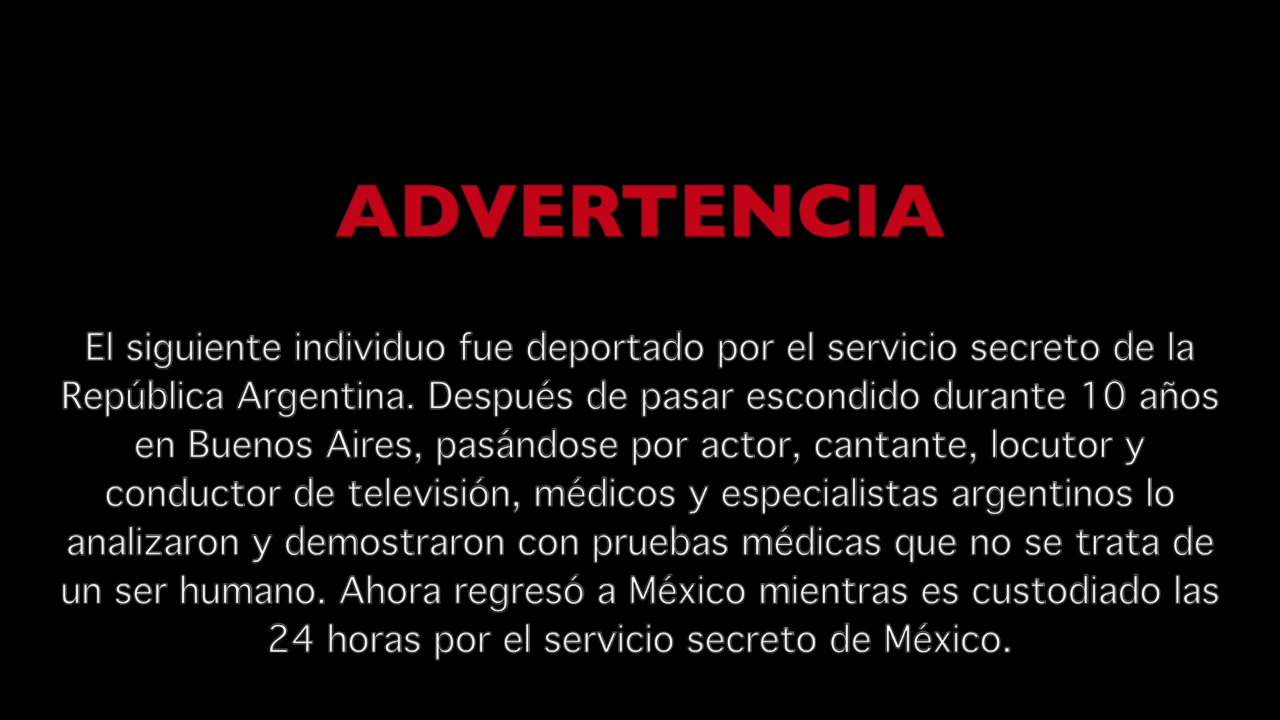 ADVERTENCIA
El siguiente individuo fue deportado por el servicio secreto de la
República Argentina. Después de pasar escondido durante 10 años
en Buenos Aires, pasándose por actor, cantante, locutor y
conductor de televisión, médicos y especialistas argentinos lo
analizaron y demostraron con pruebas médicas que no se trata de
un ser humano. Ahora regresó a México mientras es custodiado las
24 horas por el servicio secreto de México.